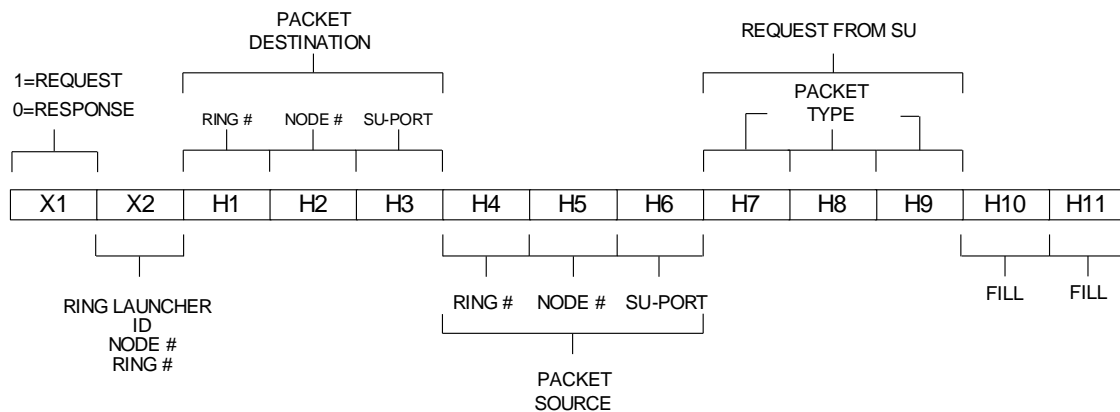 PACKET
DESTINATION
REQUEST FROM SU
1=REQUEST
0=RESPONSE
PACKET
TYPE
RING #
NODE #
SU-PORT
X1
X2
H1
H2
H3
H4
H5
H6
H7
H8
H9
H10
H11
RING LAUNCHER
ID
NODE #
RING #
RING #
NODE #
SU-PORT
FILL
FILL
PACKET
SOURCE